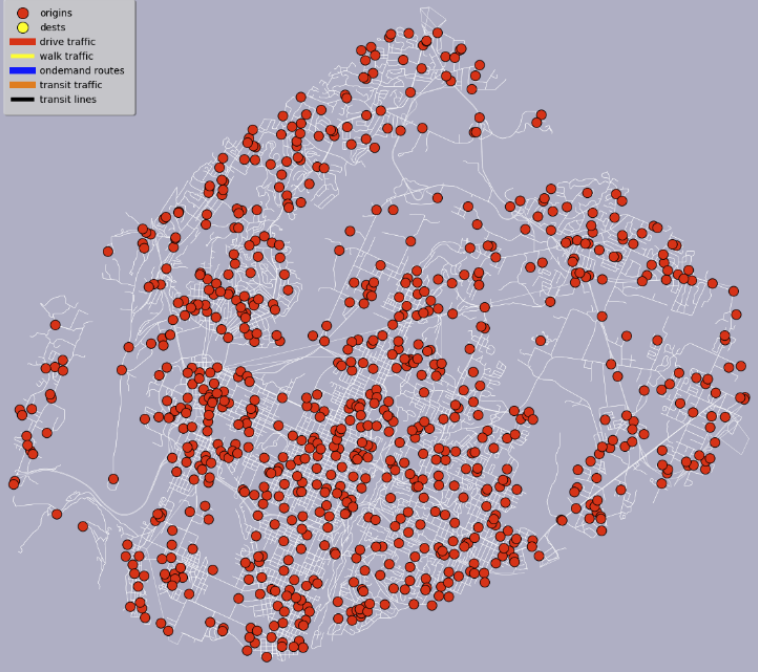 origins
dests
drive traffic
walk traffic
ondemand routes
transit traffic
transit lines